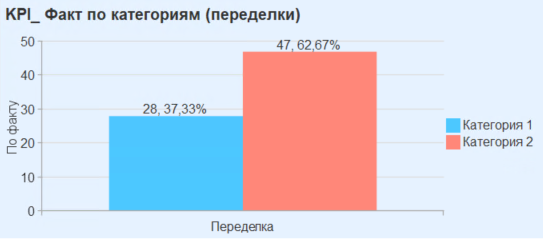 KPI_ Факт по категориям (переделки)
50
40
30
20
10
0
По факту
28, 37,33%
47, 62,67%
Переделка
Категория 1
Категория 2